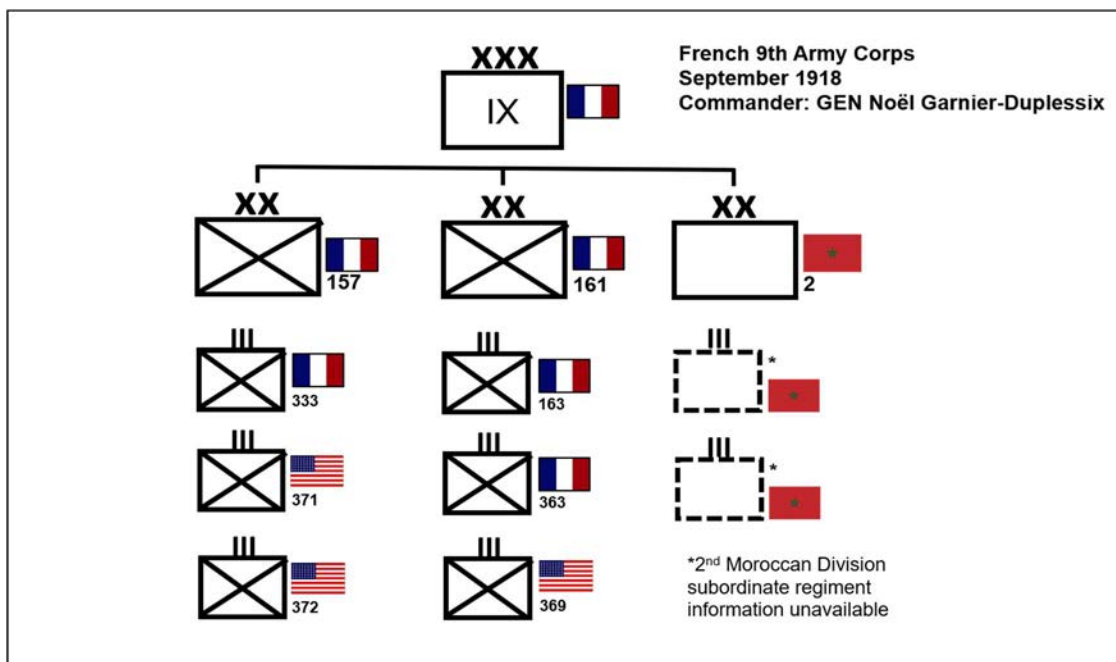 XXX
IX
French 9th Army Corps
September 1918
Commander: GEN Noël Garnier-Duplessix
XX
157
XX
161
XX
2
III
333
III
163
III
*
III
371
III
363
III
*
III
372
III
369
*2nd Moroccan Division
subordinate regiment
information unavailable